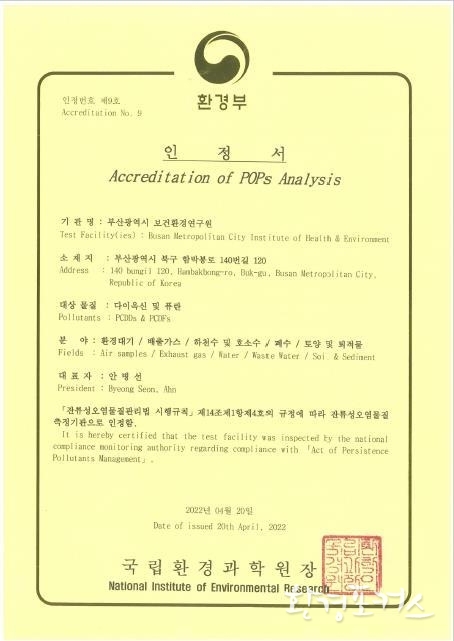 환경부
인정번호 제9호
Accreditation No. 9
인 정 서
Accreditation of POPs Analysis
기 관 명 : 부산광역시 보건환경연구원
Test Facility(ies) : Busan Metropolitan City Institute of Health & Environment
소 재 지 : 부산광역시 북구 함박봉로 140번길 120
Address : 140 bungil 120, Hambakbong-ro, Buk-gu, Busan Metropolitan City,
Republic of Korea
대상 물질 : 다이옥신 및 퓨란
Pollutants : PCDDs & PCDFs
분 야 : 환경대기 / 배출가스 / 하천수 및 호소수 / 폐수 / 토양 및 퇴적물
Fields : Air samples / Exhaust gas / Water / Waste Water / Soil & Sediment
대 표 자 : 안 병 선
President : Byeong Seon, Ahn
「잔류성오염물질관리법 시행규칙」 제14조제1항제4호의 규정에 따라 잔류성오염물질
측정기관으로 인정함.
It is hereby certified that the test facility was inspected by the national
compliance monitoring authority regarding compliance with 「Act of Persistence
Pollutants Management」.
2022년 04월 20일
Date of issued 20th April, 2022
국립환경과학원장
National Institute of Environmental Research
환경포커스